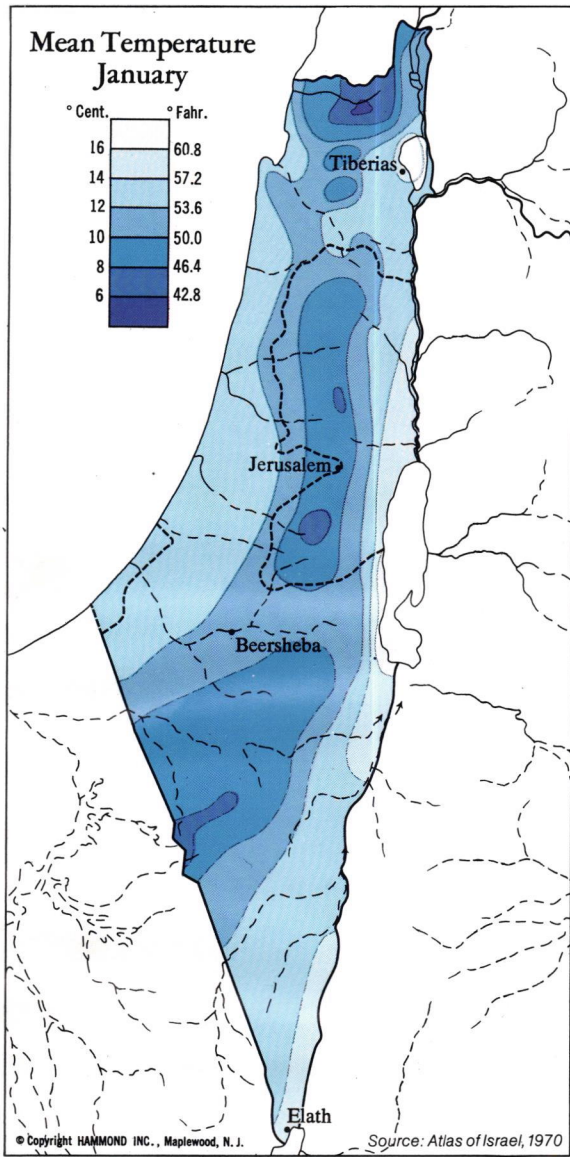 Mean Temperature
January
° Cent. ° Fahr.
16 60.8
14 57.2
12 53.6
10 50.0
8 46.4
6 42.8
Tiberias
Jerusalem
Beersheba
Elath
© Copyright HAMMOND INC., Maplewood, N. J. Source: Atlas of Israel, 1970